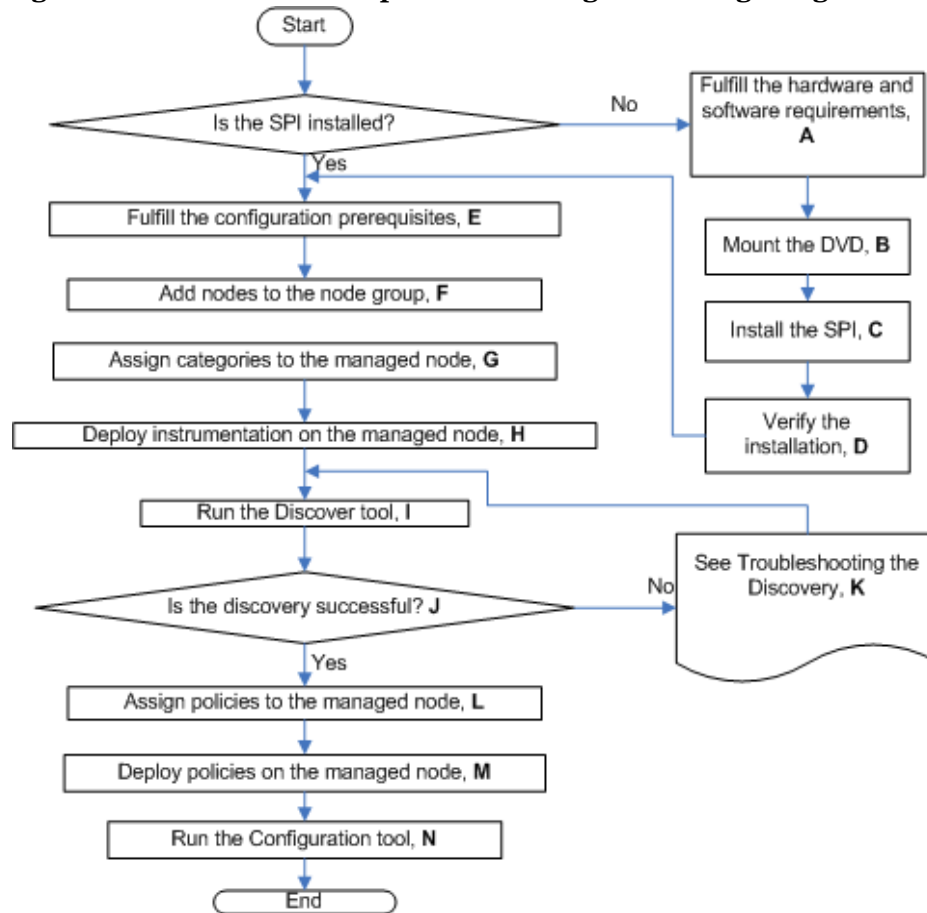 Start
Is the SPI installed?
No
Yes
Fulfill the hardware and
software requirements,
A
Mount the DVD, B
Install the SPI, C
Verify the
installation, D
Fulfill the configuration prerequisites, E
Add nodes to the node group, F
Assign categories to the managed node, G
Deploy instrumentation on the managed node, H
Run the Discover tool, I
Is the discovery successful? J
No
Yes
See Troubleshooting the
Discovery, K
Assign policies to the managed node, L
Deploy policies on the managed node, M
Run the Configuration tool, N
End